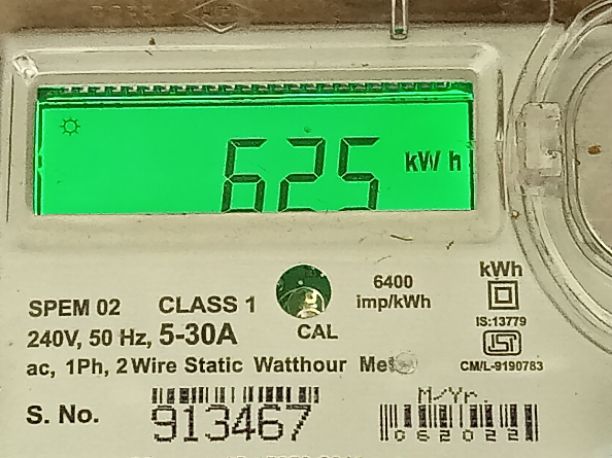 625 kWh
6400 imp/kWh
kWh
SPEM 02 CLASS 1
IS:13779
240V, 50 Hz, 5-30A CAL
ac, 1Ph, 2 Wire Static Watthour
CM/L-9190783
M/Yr.
S. No. 913467
062022